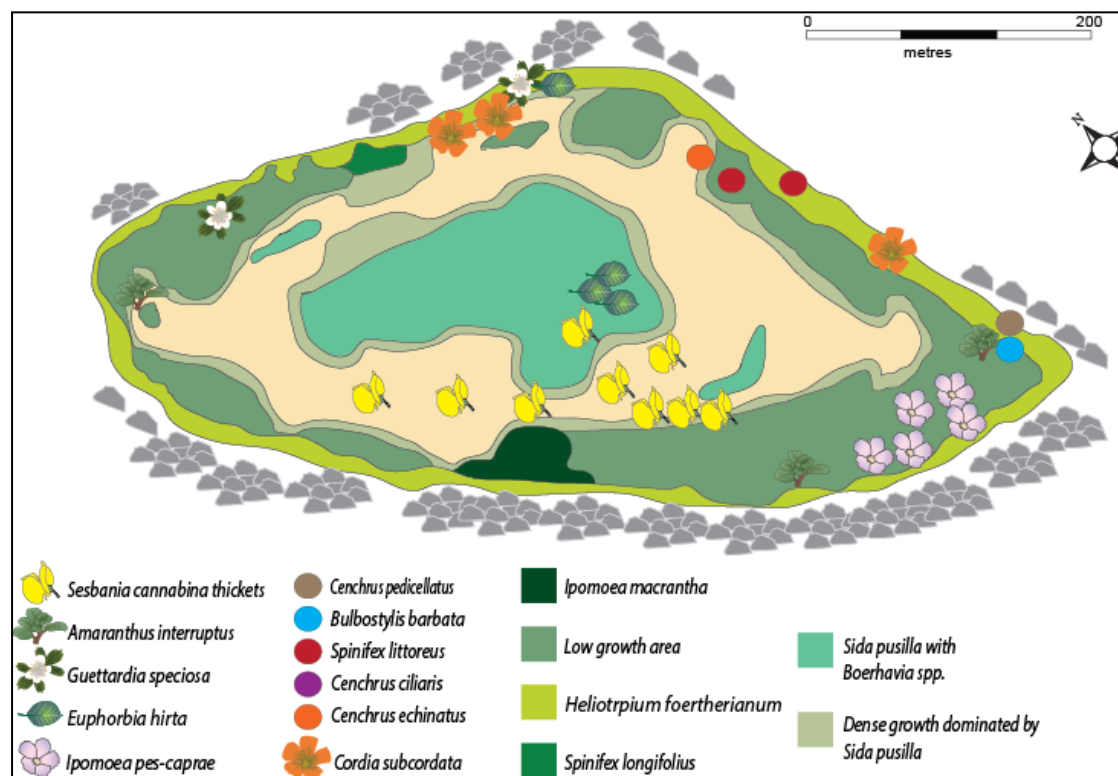 0 200
metres
N
Sesbania cannabina thickets
Amaranthus interruptus
Guettardia speciosa
Euphorbia hirta
Ipomoea pes-caprae
Cenchrus pedicellatus
Bulbostylis barbata
Spinifex littoreus
Cenchrus ciliaris
Cenchrus echinatus
Cordia subcordata
Ipomoea macrantha
Low growth area
Heliotrpium foertherianum
Spinifex longifolius
Sida pusilla with
Boerhavia spp.
Dense growth dominated by
Sida pusilla